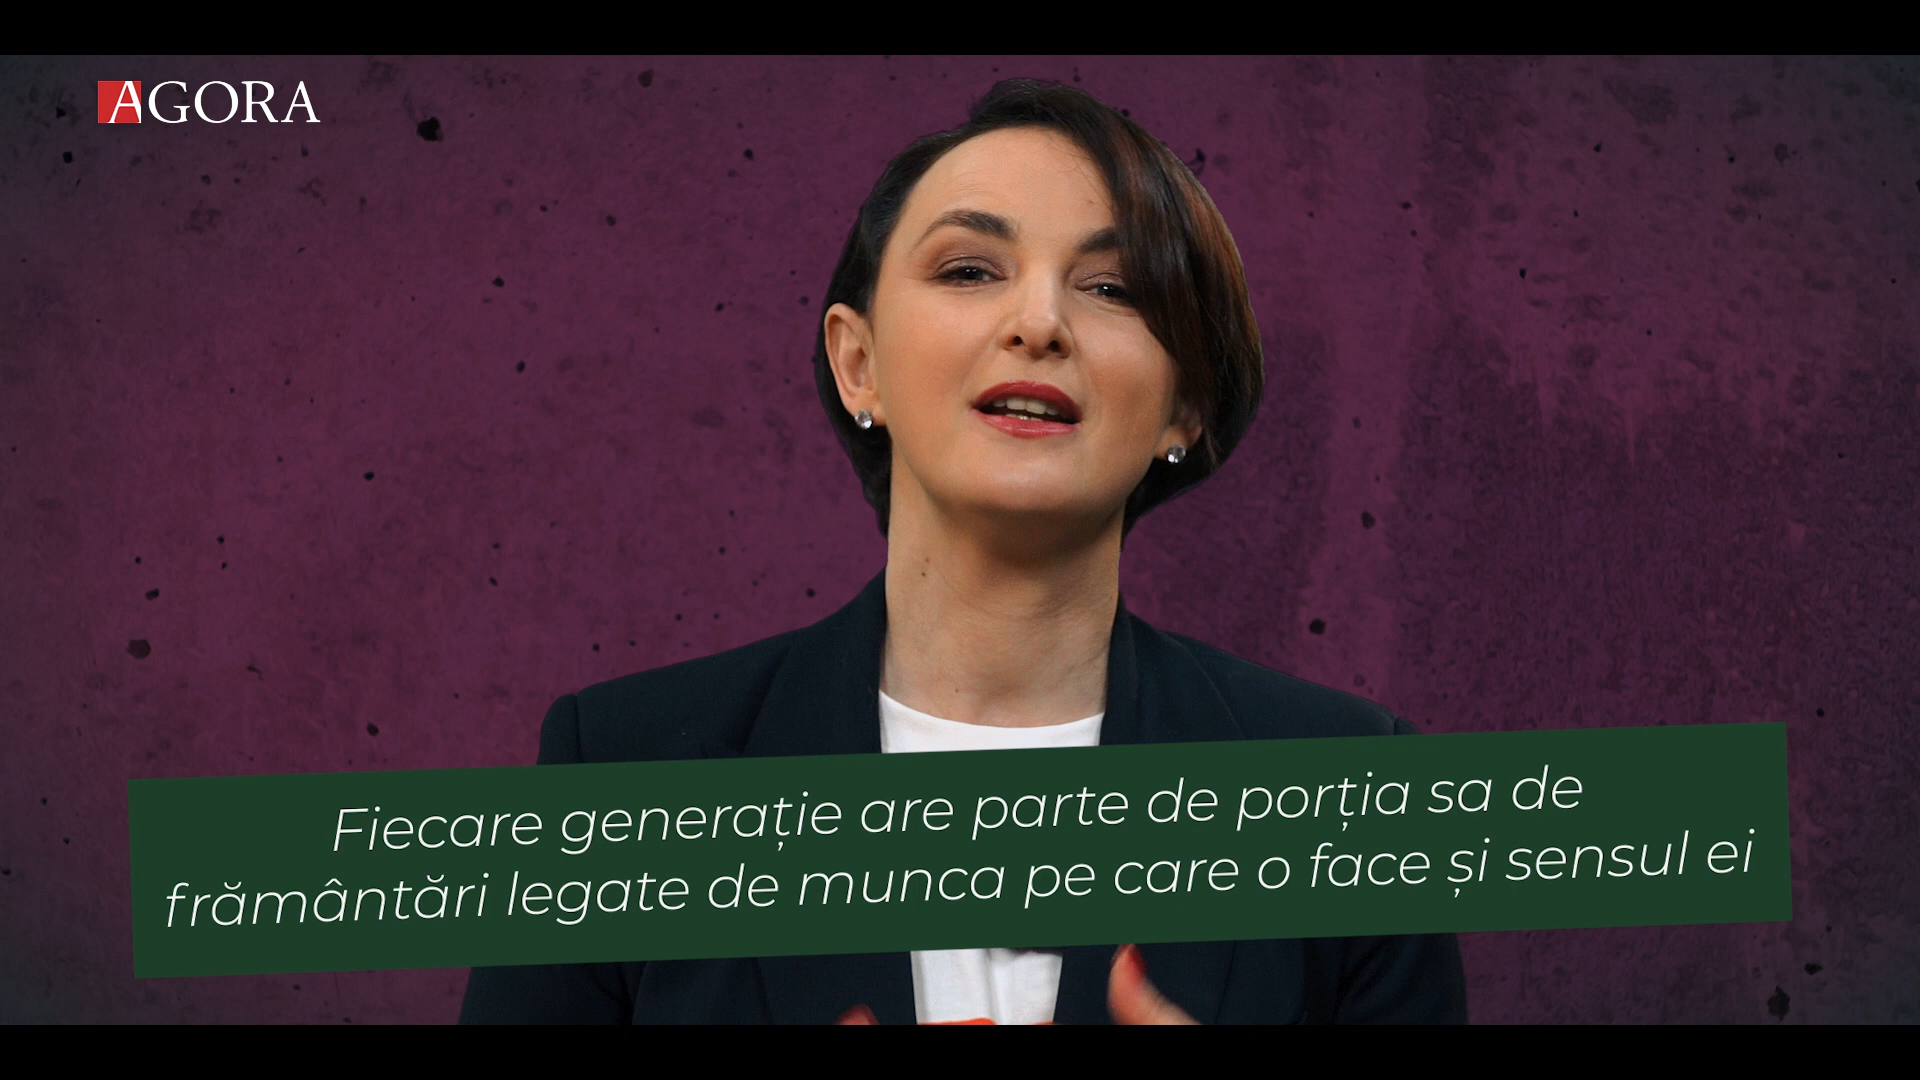 AGORA
Fiecare generație are parte de porția sa de
frământări legate de munca pe care o face și sensul ei